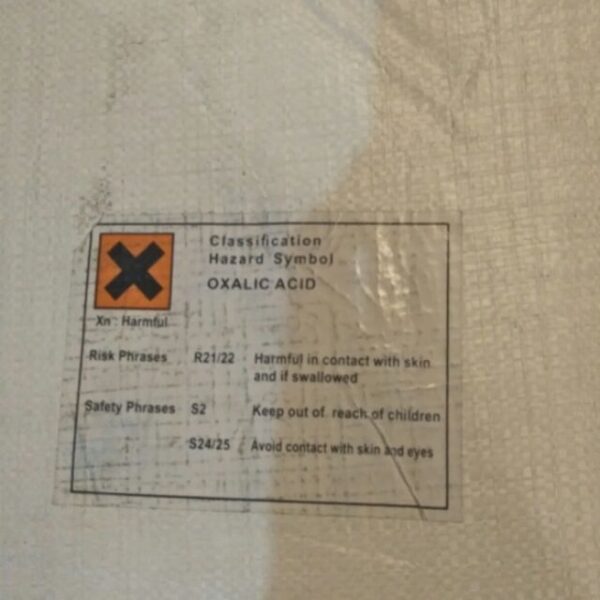 Classification
Hazard Symbol
OXALIC ACID
Xn : Harmful
Risk Phrases R21/22 Harmful in contact with skin
and if swallowed
Safety Phrases S2 Keep out of reach of children
S24/25 Avoid contact with skin and eyes